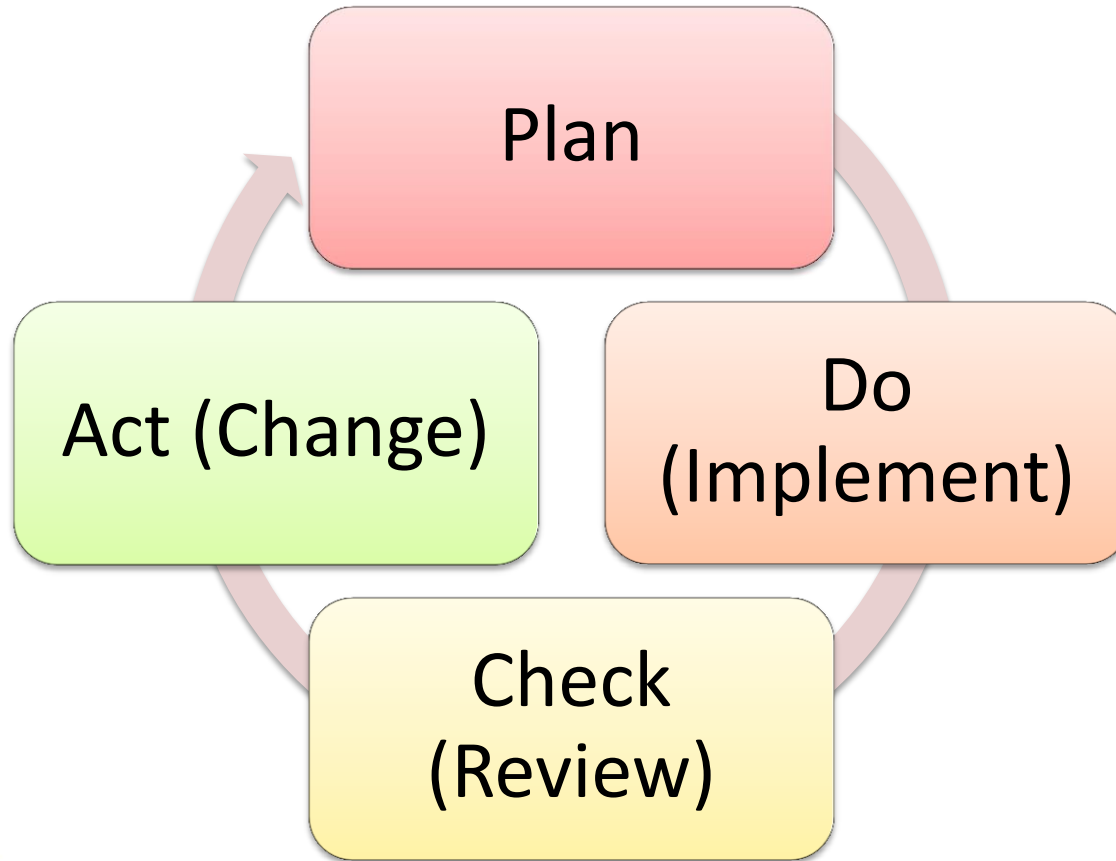 Plan
Do
(Implement)
Check
(Review)
Act (Change)